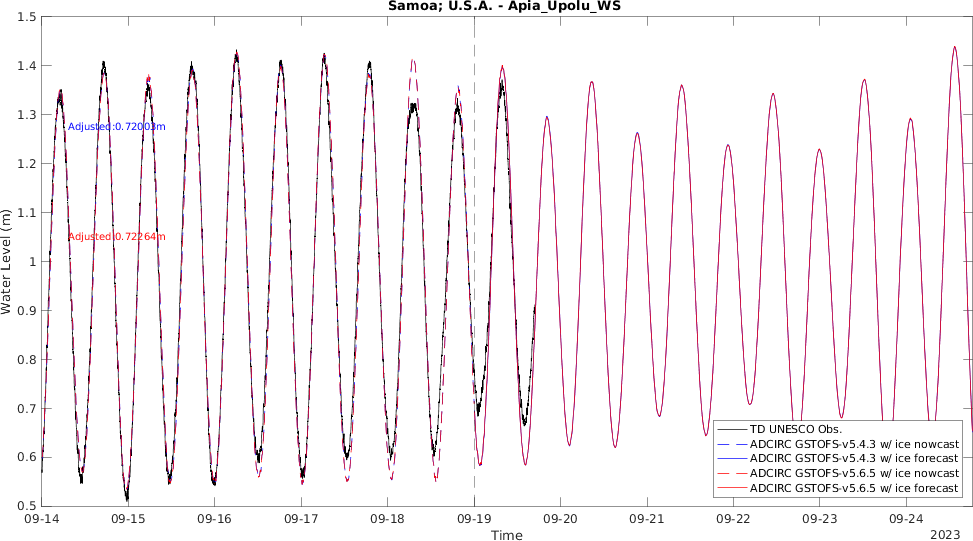 Samoa; U.S.A. - Apia_Upolu_WS
1.5
1.4
1.3
1.2
1.1
1
0.9
0.8
0.7
0.6
0.5
Water Level (m)
Adjusted:0.72003m
Adjusted:0.72264m
TD UNESCO Obs.
ADCIRC GSTOFS-v5.4.3 w/ ice nowcast
ADCIRC GSTOFS-v5.4.3 w/ ice forecast
ADCIRC GSTOFS-v5.6.5 w/ ice nowcast
ADCIRC GSTOFS-v5.6.5 w/ ice forecast
09-14 09-15 09-16 09-17 09-18 09-19 09-20 09-21 09-22 09-23 09-24
Time
2023